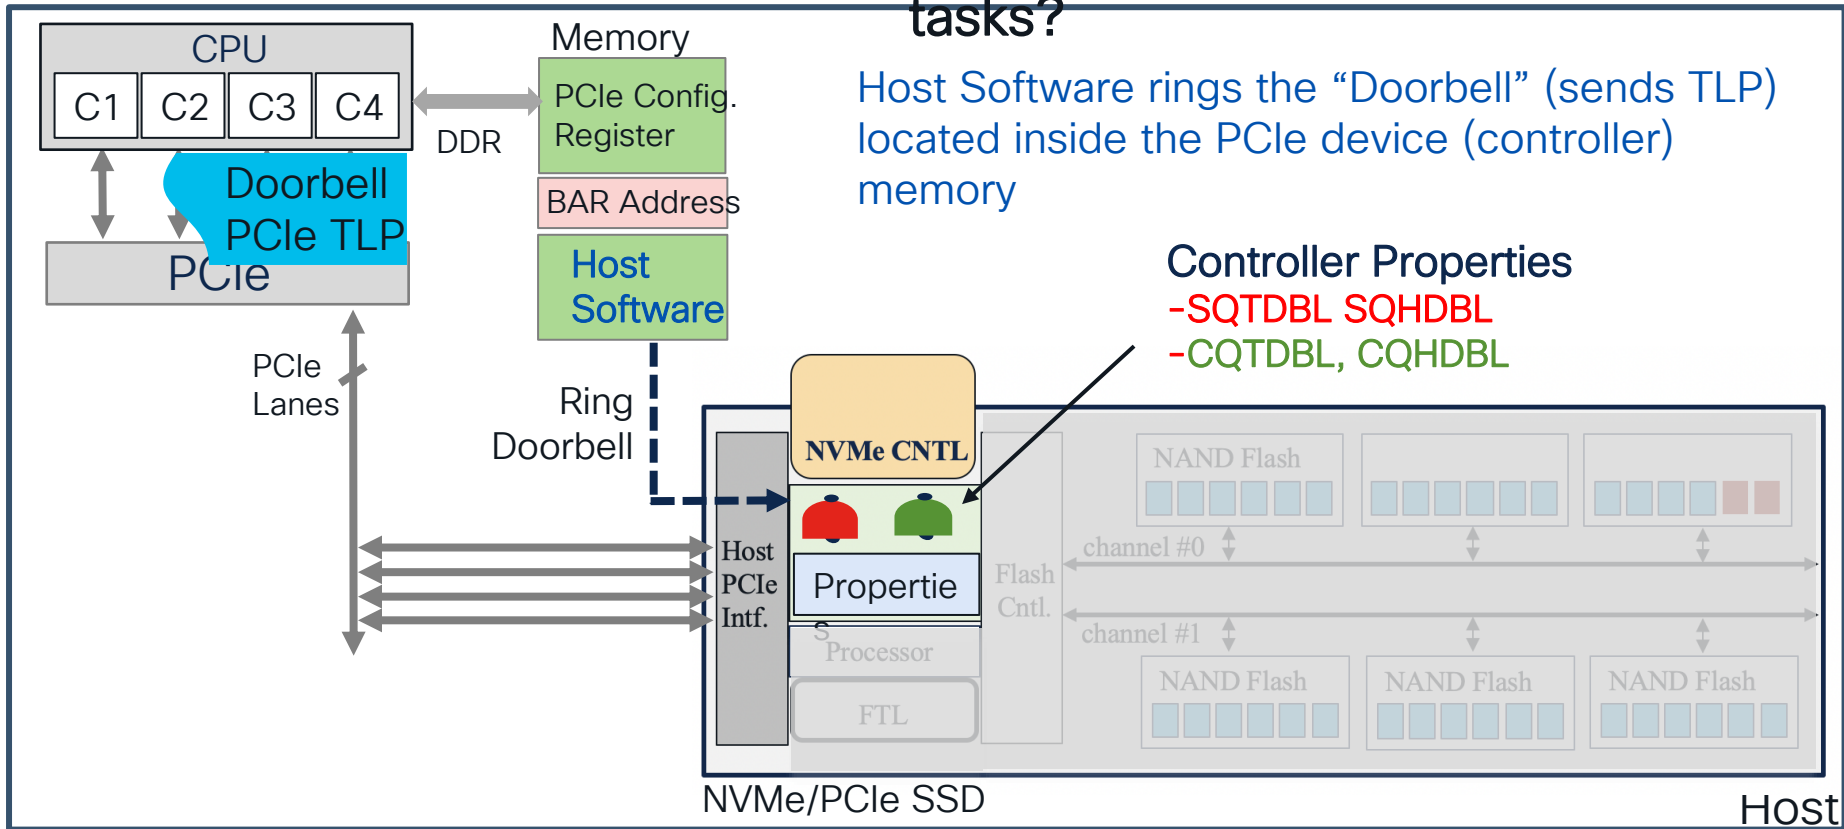 tasks?
Host Software rings the “Doorbell” (sends TLP)
located inside the PCIe device (controller)
memory
CPU
C1 C2 C3 C4
DDR
Memory
PCIe Config.
Register
BAR Address
Host
Software
Doorbell
PCIe TLP
PCIe
PCIe
Lanes
Ring
Doorbell
Controller Properties
-SQTDBL SQHDBL
-CQTDBL, CQHDBL
NVMe CNTL
Host
PCIe
Intf.
Propertie
s
Processor
FTL
Flash
Cntl.
NAND Flash
channel #0
channel #1
NAND Flash
NAND Flash
NAND Flash
NVMe/PCIe SSD
Host